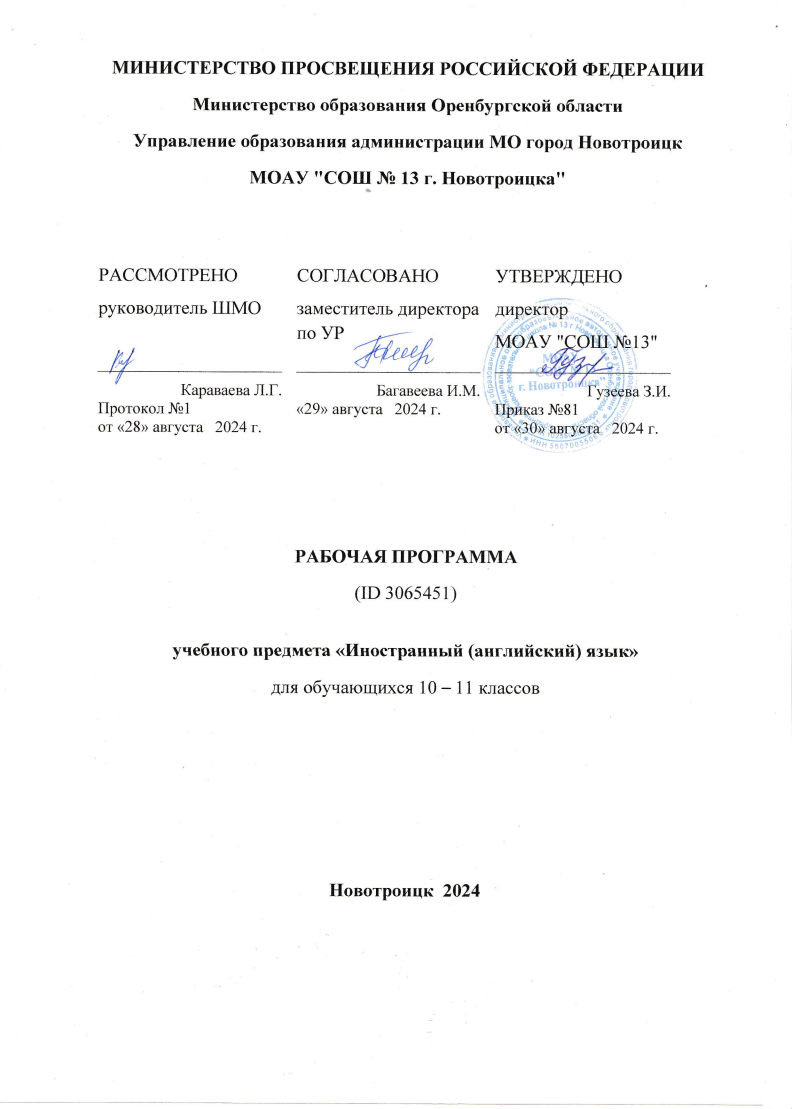 МИНИСТЕРСТВО ПРОСВЕЩЕНИЯ РОССИЙСКОЙ ФЕДЕРАЦИИ
Министерство образования Оренбургской области
Управление образования администрации МО город Новотроицк
МОАУ "СОШ № 13 г. Новотроицка"
РАССМОТРЕНО
руководитель ШМО
Караваева Л.Г.
Протокол №1
от «28» августа 2024 г.
СОГЛАСОВАНО
заместитель директора
по УР
Багавеева И.М.
«29» августа 2024 г.
УТВЕРЖДЕНО
директор
МОАУ "СОШ №13"
Гузеева З.И.
Приказ №81
от «30» августа 2024 г.
г. Новотроицка"
РАБОЧАЯ ПРОГРАММА
(ID 3065451)
учебного предмета «Иностранный (английский) язык»
для обучающихся 10 – 11 классов
Новотроицк 2024